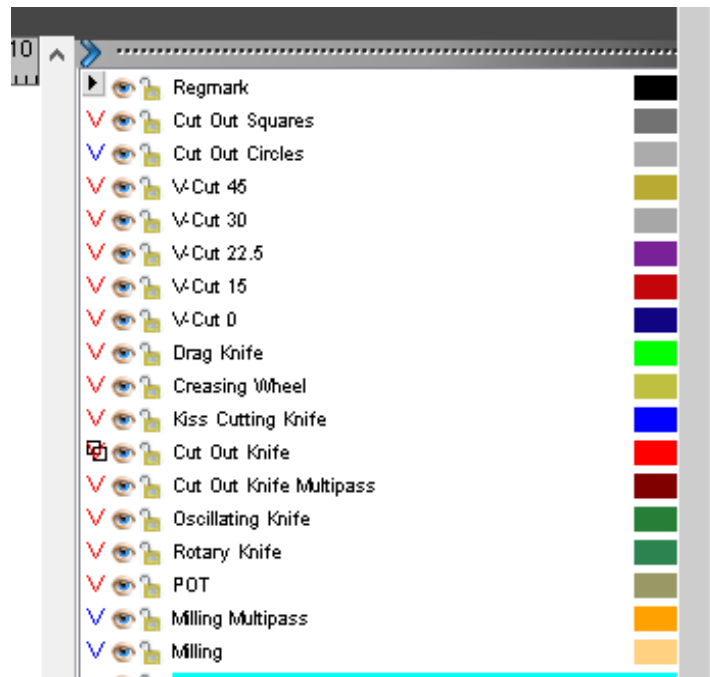 10
Regmark
Cut Out Squares
Cut Out Circles
V-Cut 45
V-Cut 30
V-Cut 22.5
V-Cut 15
V-Cut 0
Drag Knife
Creasing Wheel
Kiss Cutting Knife
Cut Out Knife
Cut Out Knife Multipass
Oscillating Knife
Rotary Knife
POT
Milling Multipass
Milling